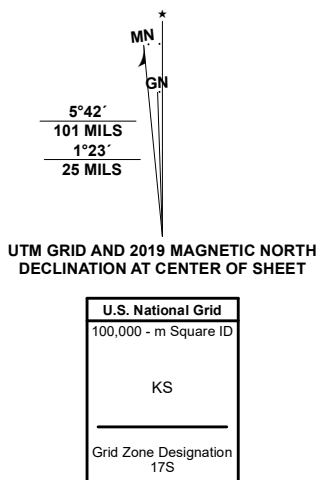 ★
MN
GN
5°42´
101 MILS
1°23´
25 MILS
UTM GRID AND 2019 MAGNETIC NORTH
DECLINATION AT CENTER OF SHEET
U.S. National Grid
100,000 - m Square ID
KS
Grid Zone Designation
17S